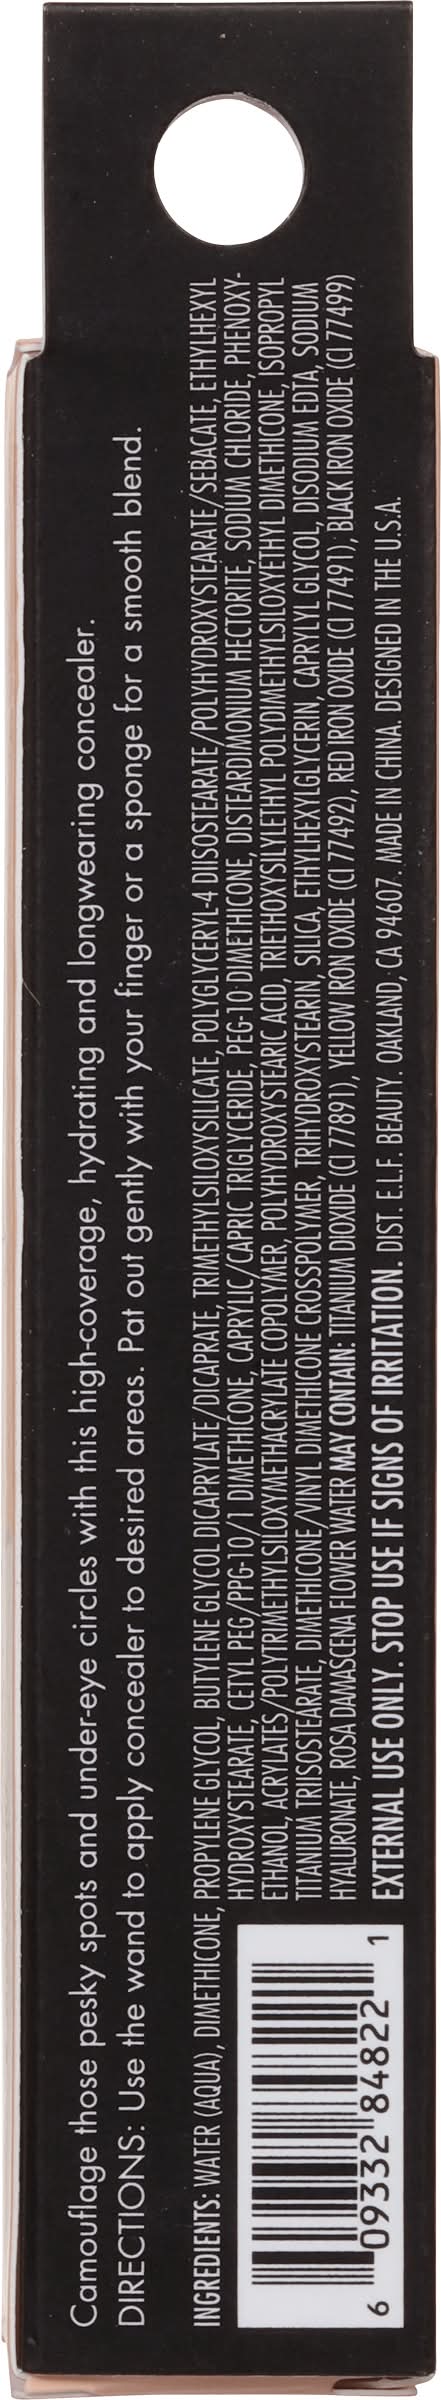 Camouflage those pesky spots and under-eye circles with this high-coverage, hydrating and longwearing concealer.
DIRECTIONS: Use the wand to apply concealer to desired areas. Pat out gently with your finger or a sponge for a smooth blend.
INGREDIENTS: WATER (AQUA), DIMETHICONE, PROPYLENE GLYCOL, BUTYLENE GLYCOL DICAPRYLATE/DICAPRATE, TRIMETHYLSILOXYSILICATE, POLYGLYCERYL-4 DIISOSTEARATE/POLYHYDROXYSTEARATE/SEBACATE, ETHYLHEXYL
HYDROXYSTEARATE, CETYL PEG/PPG-10/1 DIMETHICONE, CAPRYLIC/CAPRIC TRIGLYCERIDE, PEG-10 DIMETHICONE, DISTEARDIMONIUM HECTORITE, SODIUM CHLORIDE, PHENOXY-
ETHANOL, ACRYLATES/POLYTRIMETHYLSILOXYMETHACRYLATE COPOLYMER, POLYHYDROXYSTEARIC ACID, TRIETHOXYSILYLETHYL POLYDIMETHYLSILOXYETHYL DIMETHICONE, ISOPROPYL
TITANIUM TRIISOSTEARATE, DIMETHICONE/VINYL DIMETHICONE CROSSPOLYMER, TRIHYDROXYSTEARIN, SILICA, ETHYLHEXYLGLYCERIN, CAPRYLYL GLYCOL, DISODIUM EDTA, SODIUM
HYALURONATE, ROSA DAMASCENA FLOWER WATER MAY CONTAIN: TITANIUM DIOXIDE (CI 77891), YELLOW IRON OXIDE (CI 77492), RED IRON OXIDE (CI 77491), BLACK IRON OXIDE (CI 77499)
EXTERNAL USE ONLY. STOP USE IF SIGNS OF IRRITATION. DIST. E.L.F. BEAUTY. OAKLAND, CA 94607. MADE IN CHINA. DESIGNED IN THE U.S.A.
6 09332 84822 1